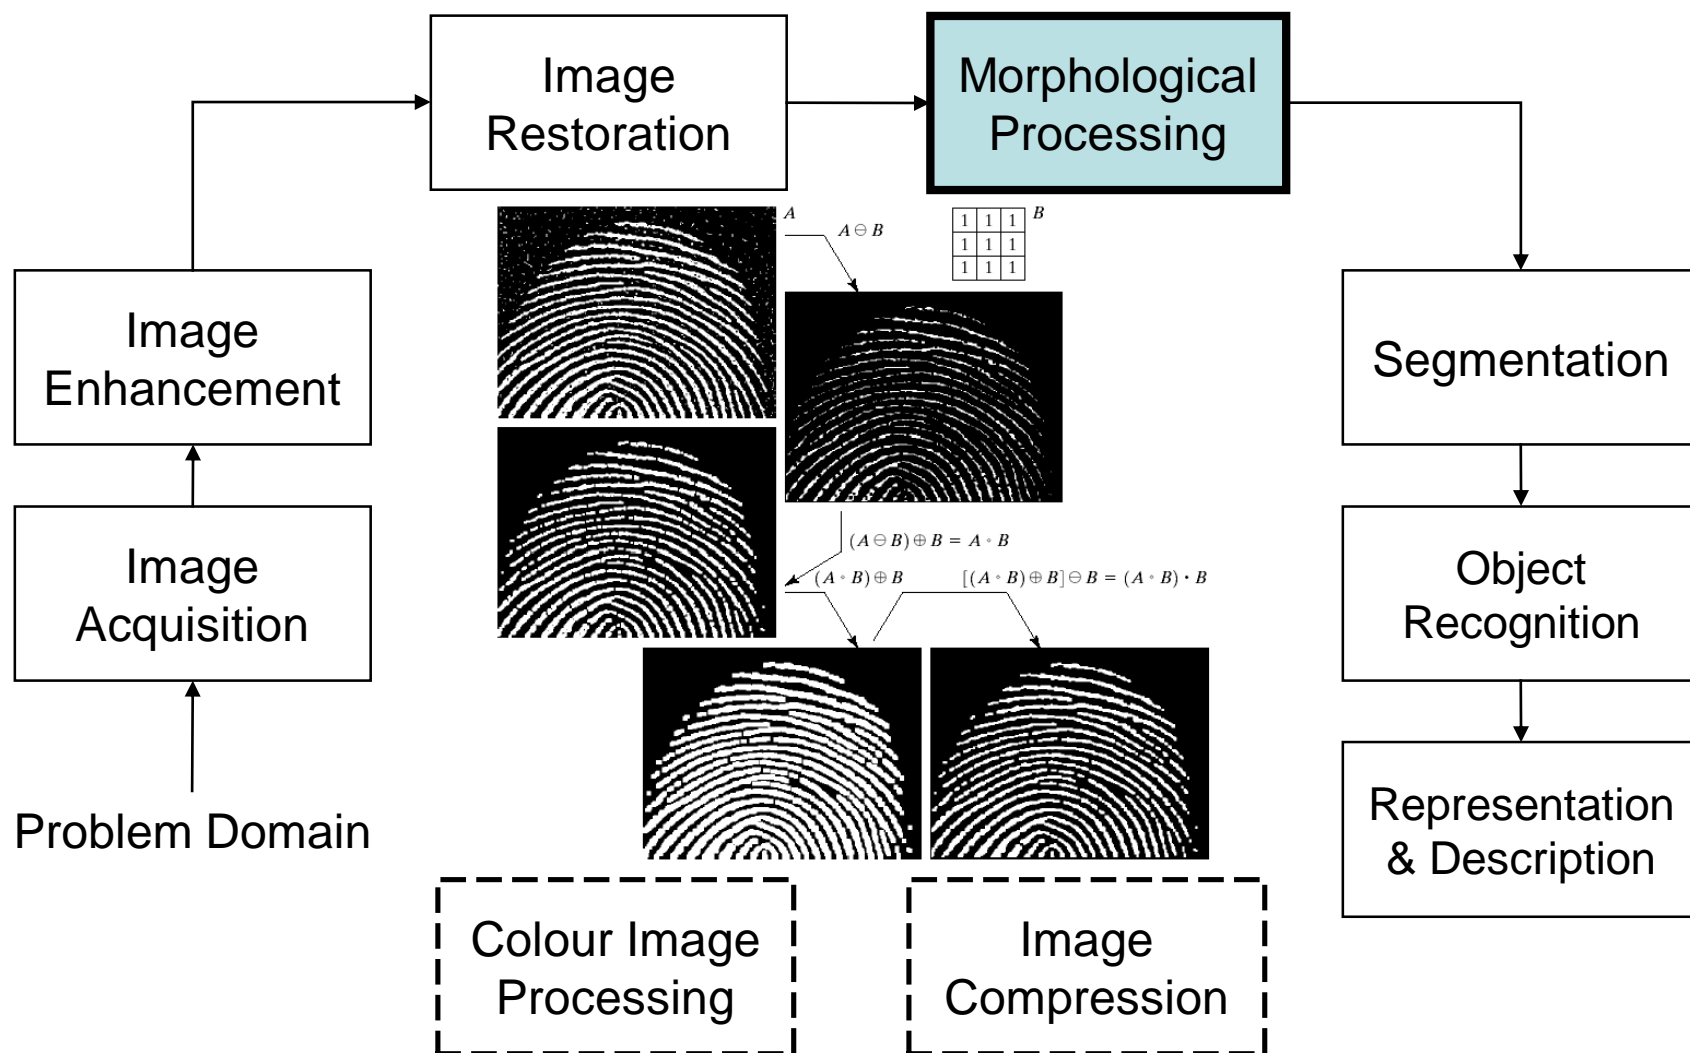 Image
Restoration
Morphological
Processing
A
A ⊖ B
1 1 1
1 1 1
1 1 1
B
Image
Enhancement
Segmentation
Image
Acquisition
(A ⊖ B) ⊕ B = A ∘ B
(A ∘ B) ⊕ B
[(A ∘ B) ⊕ B] ⊖ B = (A ∘ B) • B
Object
Recognition
Problem Domain
Representation
& Description
Colour Image
Processing
Image
Compression